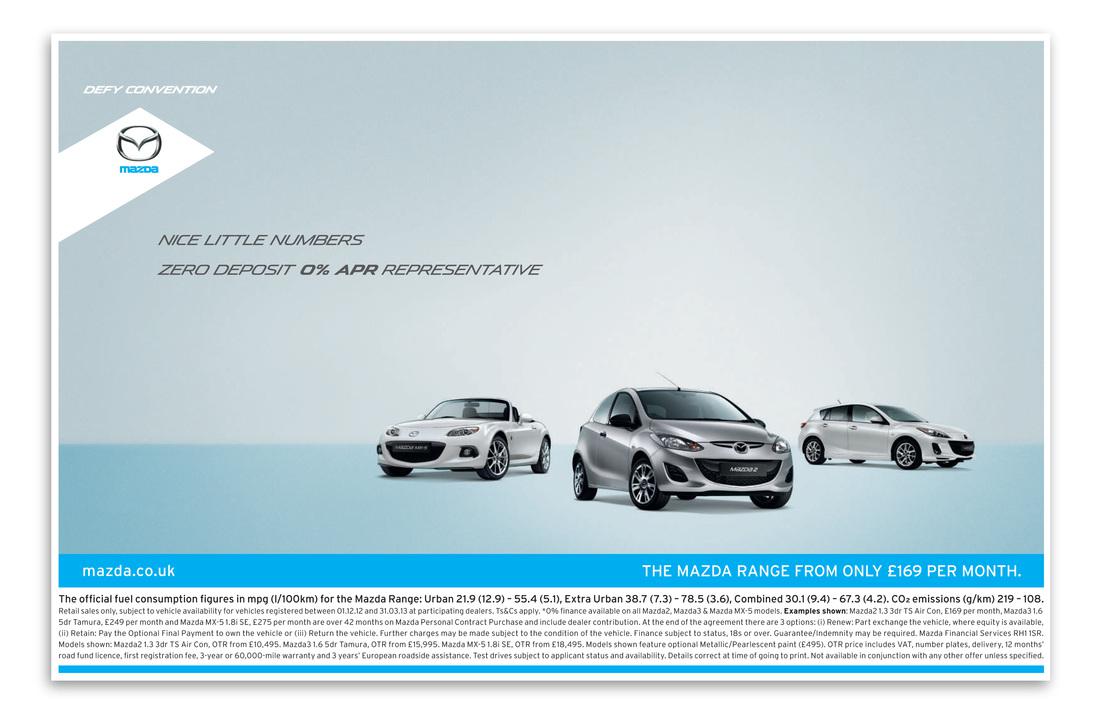 DEFY CONVENTION
mazda
NICE LITTLE NUMBERS
ZERO DEPOSIT 0% APR REPRESENTATIVE
MAZDA MX-5
MAZDA 2
mazda.co.uk
THE MAZDA RANGE FROM ONLY £169 PER MONTH.
The official fuel consumption figures in mpg (l/100km) for the Mazda Range: Urban 21.9 (12.9) – 55.4 (5.1), Extra Urban 38.7 (7.3) – 78.5 (3.6), Combined 30.1 (9.4) – 67.3 (4.2). CO₂ emissions (g/km) 219 – 108.
Retail sales only, subject to vehicle availability for vehicles registered between 01.12.12 and 31.03.13 at participating dealers. Ts&Cs apply. *0% finance available on all Mazda2, Mazda3 & Mazda MX-5 models. Examples shown: Mazda2 1.3 3dr TS Air Con, £169 per month, Mazda3 1.6
5dr Tamura, £249 per month and Mazda MX-5 1.8i SE, £275 per month are over 42 months on Mazda Personal Contract Purchase and include dealer contribution. At the end of the agreement there are 3 options: (i) Renew: Part exchange the vehicle, where equity is available,
(ii) Retain: Pay the Optional Final Payment to own the vehicle or (iii) Return the vehicle. Further charges may be made subject to the condition of the vehicle. Finance subject to status, 18s or over. Guarantee/Indemnity may be required. Mazda Financial Services RH1 1SR.
Models shown: Mazda2 1.3 3dr TS Air Con, OTR from £10,495. Mazda3 1.6 5dr Tamura, OTR from £15,995. Mazda MX-5 1.8i SE, OTR from £18,495. Models shown feature optional Metallic/Pearlescent paint (£495). OTR price includes VAT, number plates, delivery, 12 months'
road fund licence, first registration fee, 3-year or 60,000-mile warranty and 3 years' European roadside assistance. Test drives subject to applicant status and availability. Details correct at time of going to print. Not available in conjunction with any other offer unless specified.